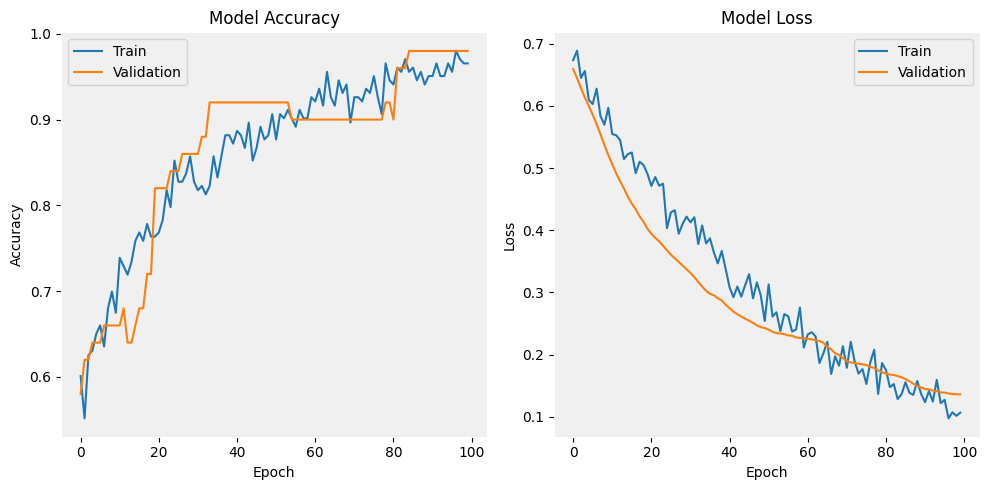 Model Accuracy
Train
Validation
1.0
0.9
0.8
0.7
0.6
Accuracy
0
20
40
60
80
100
Epoch
Model Loss
Train
Validation
0.7
0.6
0.5
0.4
0.3
0.2
0.1
Loss
0
20
40
60
80
100
Epoch